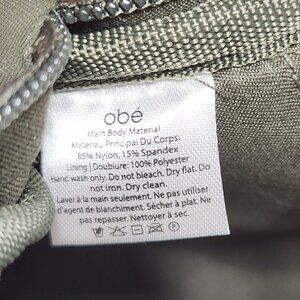 obé
Main Body Material
Materiau Principal Du Corps:
85% Nylon, 15% Spandex
Lining | Doublure: 100% Polyester
Hand wash only. Do not bleach. Dry flat. Do
not iron. Dry clean.
Laver à la main seulement. Ne pas utiliser
d'agent de blanchiment. Sécher à plat. Ne
pas repasser. Nettoyer à sec.